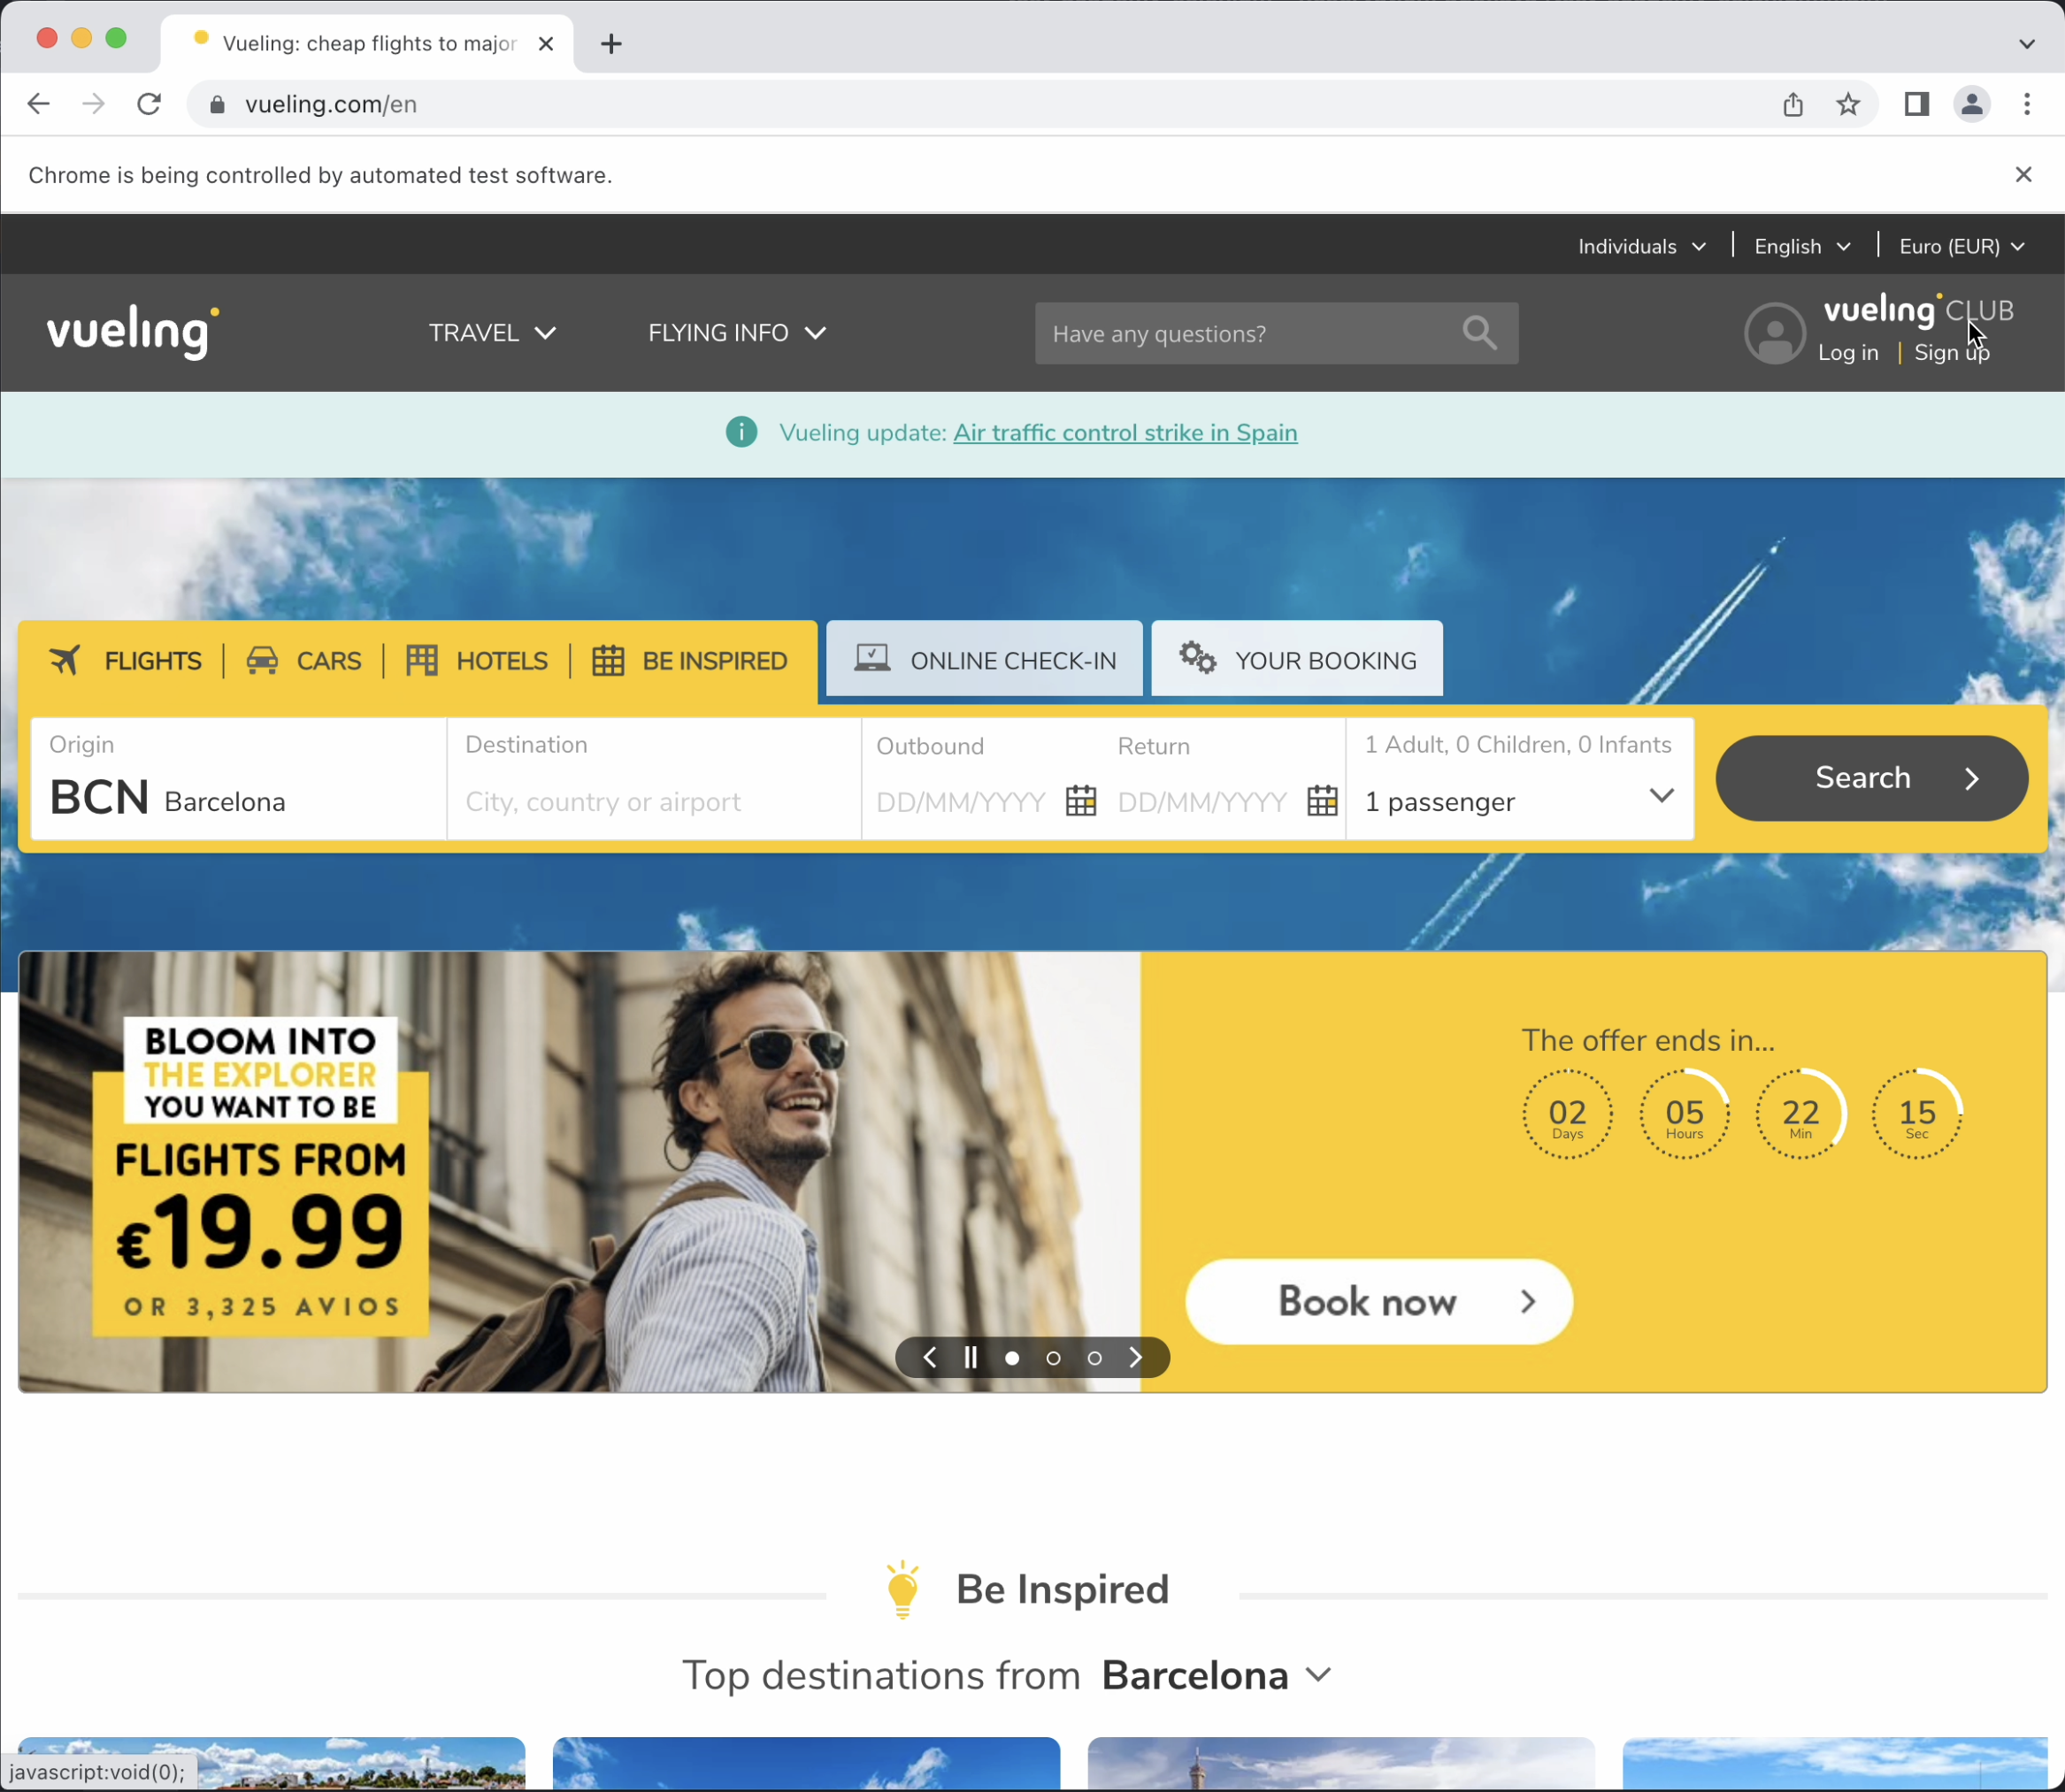 Vueling: cheap flights to major
vueling.com/en
Chrome is being controlled by automated test software.
Individuals English Euro (EUR)
vueling TRAVEL FLYING INFO Have any questions? vueling CLUB
Log in | Sign up
Vueling update: Air traffic control strike in Spain
FLIGHTS CARS HOTELS BE INSPIRED ONLINE CHECK-IN YOUR BOOKING
Origin Destination Outbound Return 1 Adult, 0 Children, 0 Infants
BCN Barcelona City, country or airport DD/MM/YYYY DD/MM/YYYY 1 passenger Search
BLOOM INTO
THE EXPLORER
YOU WANT TO BE
FLIGHTS FROM
€19.99
OR 3,325 AVIOS
The offer ends in...
02 05 22 15
Days Hours Min Sec
Book now
Be Inspired
Top destinations from Barcelona
javascript:void(0);